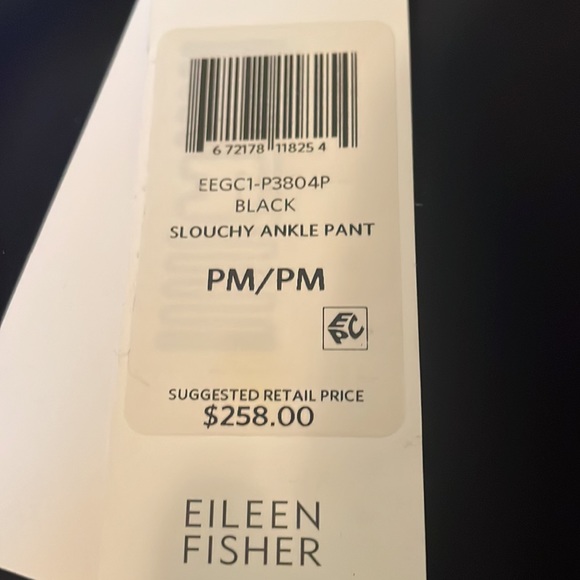 6 72178 11825 4
EEGC1-P3804P
BLACK
SLOUCHY ANKLE PANT
PM/PM
EPC
SUGGESTED RETAIL PRICE
$258.00
EILEEN
FISHER